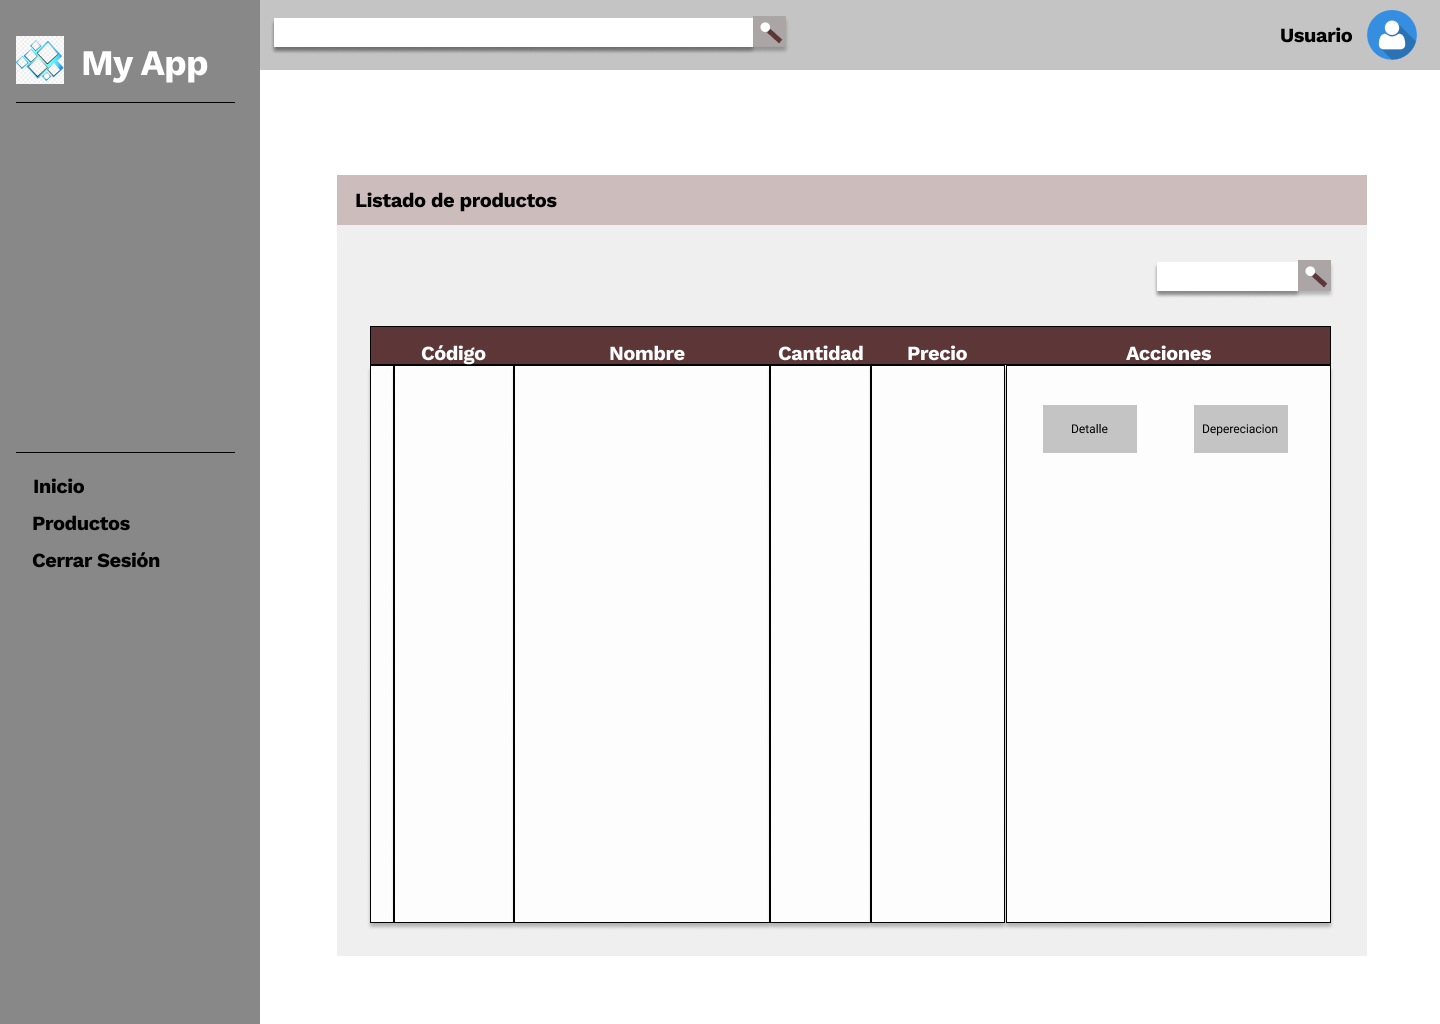 My App
Usuario
Listado de productos
Código Nombre Cantidad Precio Acciones
Detalle Depereciacion
Inicio
Productos
Cerrar Sesión